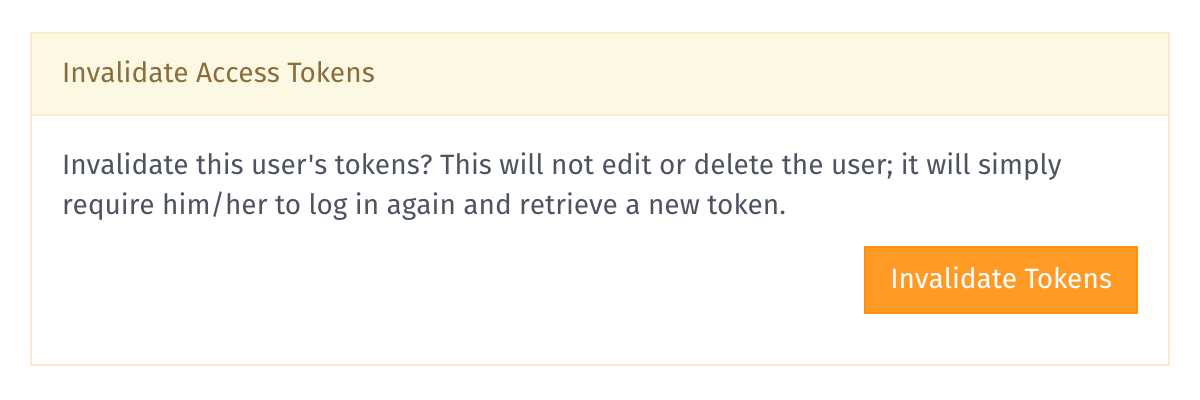 Invalidate Access Tokens
Invalidate this user's tokens? This will not edit or delete the user; it will simply
require him/her to log in again and retrieve a new token.
Invalidate Tokens